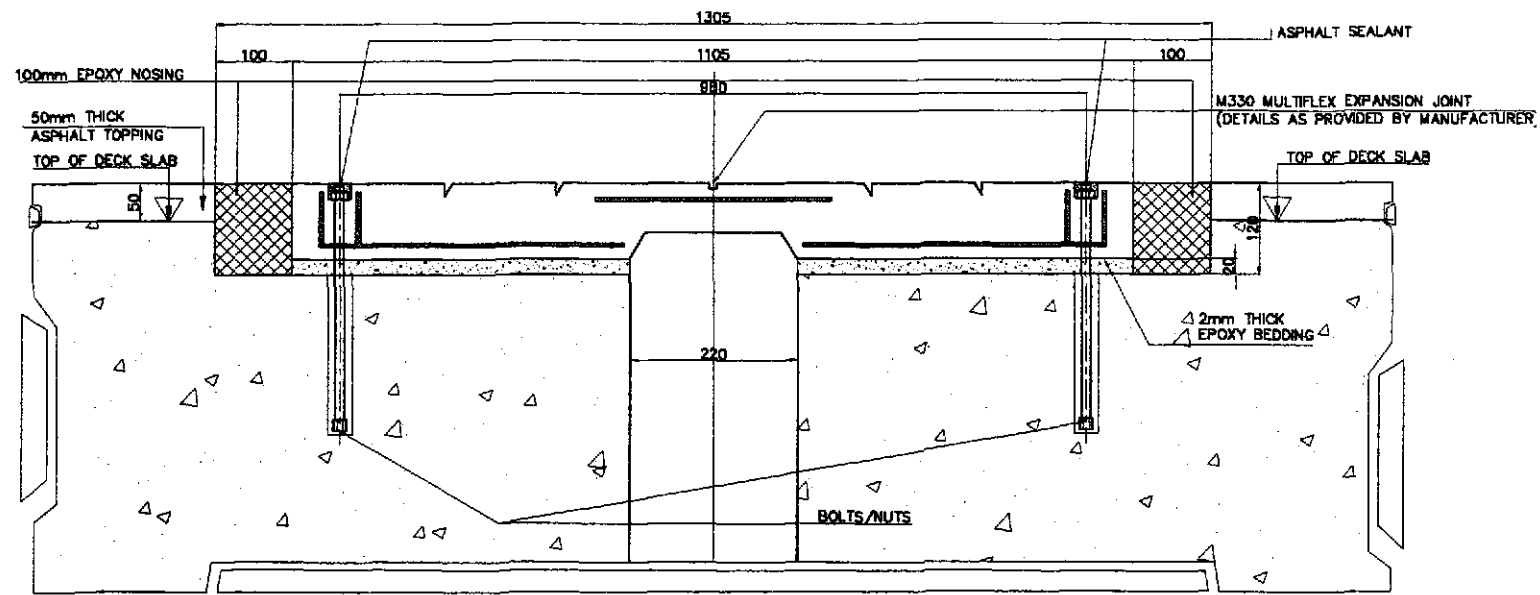 1305
ASPHALT SEALANT
100
1105
100
100mm EPOXY NOSING
980
M330 MULTIFLEX EXPANSION JOINT
(DETAILS AS PROVIDED BY MANUFACTURER
50mm THICK
ASPHALT TOPPING
TOP OF DECK SLAB
TOP OF DECK SLAB
50
120
20
2mm THICK
EPOXY BEDDING
220
BOLTS/NUTS